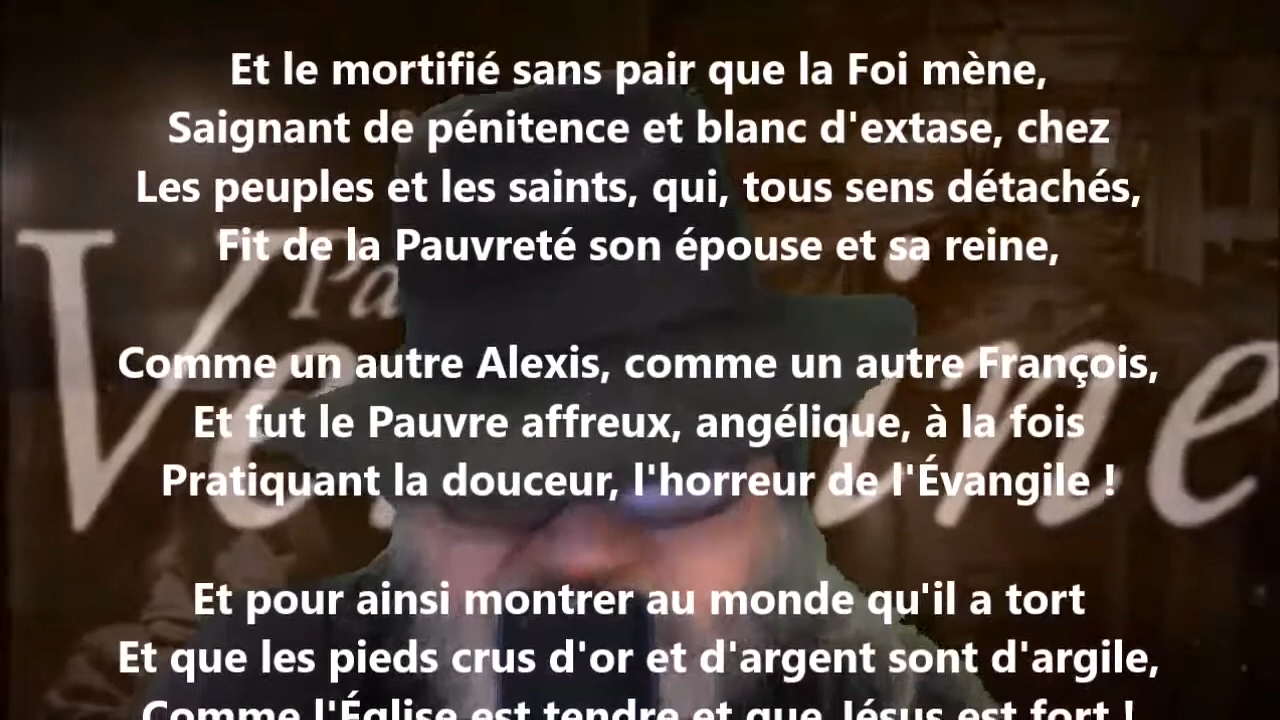 Et le mortifié sans pair que la Foi mène,
Saignant de pénitence et blanc d'extase, chez
Les peuples et les saints, qui, tous sens détachés,
Fit de la Pauvreté son épouse et sa reine,
Comme un autre Alexis, comme un autre François,
Et fut le Pauvre affreux, angélique, à la fois
Pratiquant la douceur, l'horreur de l'Évangile !
Et pour ainsi montrer au monde qu'il a tort
Et que les pieds crus d'or et d'argent sont d'argile,
Comme l'Église est tendre et que Jésus est fort !